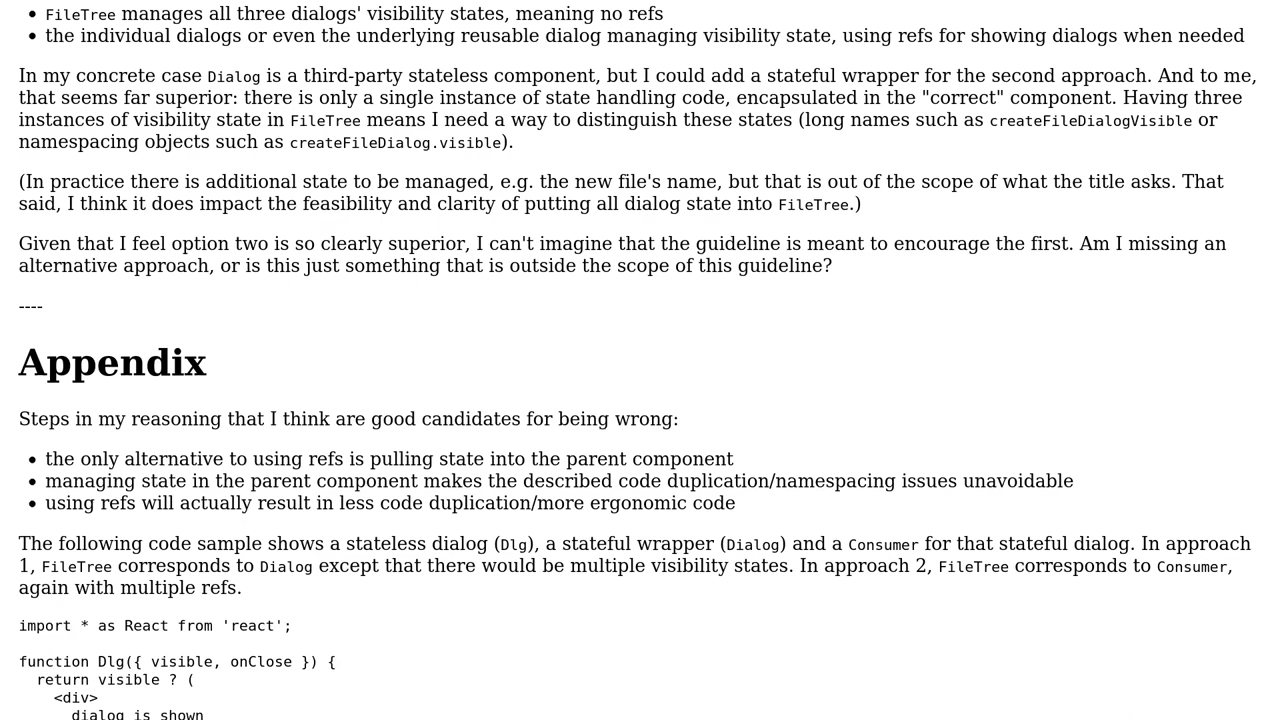 • FileTree manages all three dialogs' visibility states, meaning no refs
• the individual dialogs or even the underlying reusable dialog managing visibility state, using refs for showing dialogs when needed
In my concrete case Dialog is a third-party stateless component, but I could add a stateful wrapper for the second approach. And to me,
that seems far superior: there is only a single instance of state handling code, encapsulated in the "correct" component. Having three
instances of visibility state in FileTree means I need a way to distinguish these states (long names such as createFileDialogVisible or
namespacing objects such as createFileDialog.visible).
(In practice there is additional state to be managed, e.g. the new file's name, but that is out of the scope of what the title asks. That
said, I think it does impact the feasibility and clarity of putting all dialog state into FileTree.)
Given that I feel option two is so clearly superior, I can't imagine that the guideline is meant to encourage the first. Am I missing an
alternative approach, or is this just something that is outside the scope of this guideline?
----
Appendix
Steps in my reasoning that I think are good candidates for being wrong:
• the only alternative to using refs is pulling state into the parent component
• managing state in the parent component makes the described code duplication/namespacing issues unavoidable
• using refs will actually result in less code duplication/more ergonomic code
The following code sample shows a stateless dialog (Dlg), a stateful wrapper (Dialog) and a Consumer for that stateful dialog. In approach
1, FileTree corresponds to Dialog except that there would be multiple visibility states. In approach 2, FileTree corresponds to Consumer,
again with multiple refs.
import * as React from 'react';
function Dlg({ visible, onClose }) {
  return visible ? (
    <div>
      dialog is shown